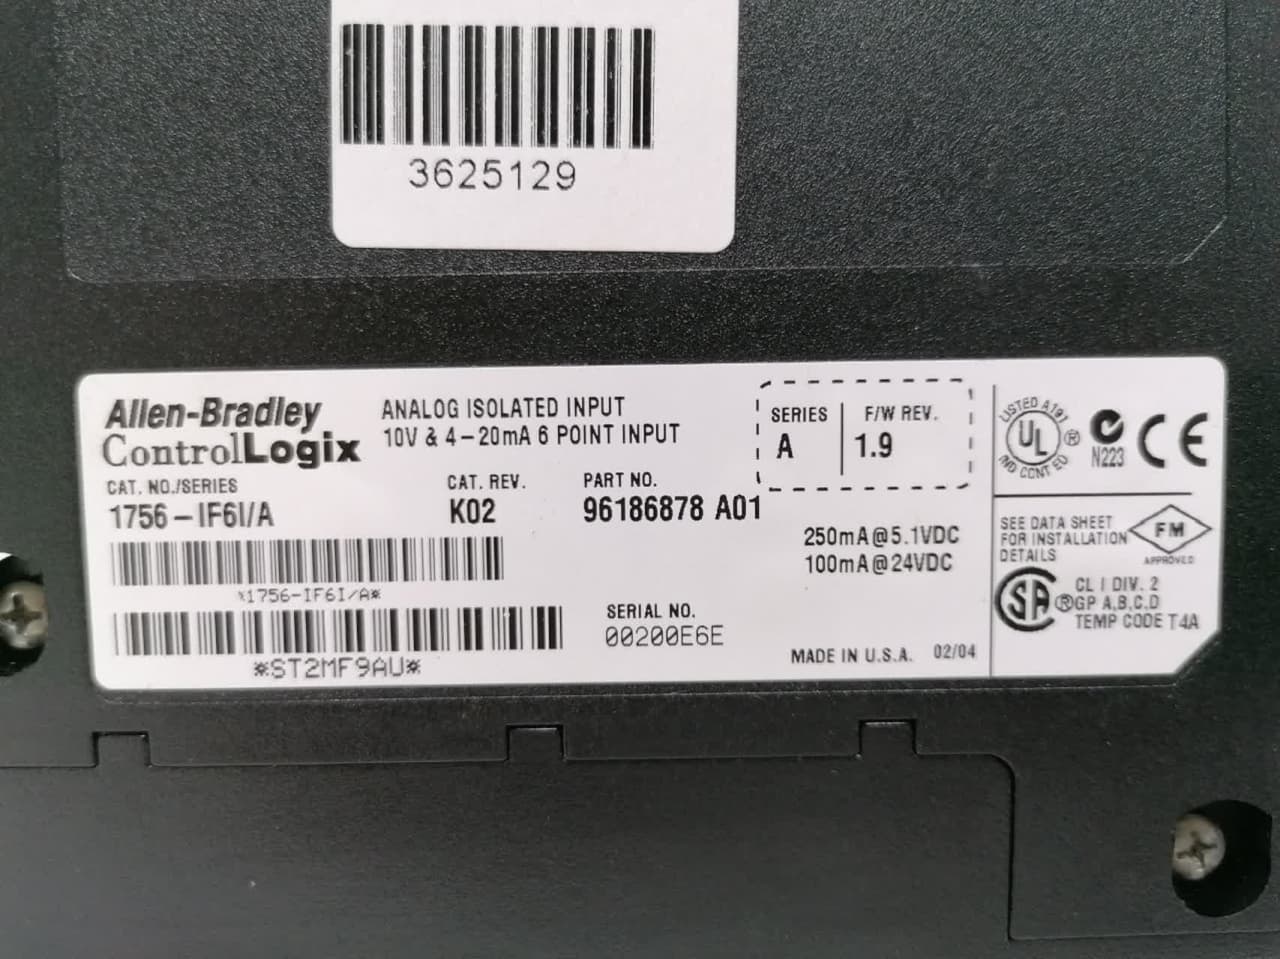 3625129
Allen-Bradley
ControlLogix
ANALOG ISOLATED INPUT
10V & 4-20mA 6 POINT INPUT
SERIES
A
F/W REV.
1.9
CAT. NO./SERIES
1756-IF6I/A
CAT. REV.
K02
PART NO.
96186878 A01
*1756-IF6I/A*
*ST2MF9AU*
SERIAL NO.
00200E6E
250mA@5.1VDC
100mA@24VDC
MADE IN U.S.A. 02/04
LISTED A197
UL ®
IND CONT EQ
N223
CE
SEE DATA SHEET
FOR INSTALLATION
DETAILS
FM
APPROVED
SA ®
CL I DIV. 2
GP A,B,C,D
TEMP CODE T4A